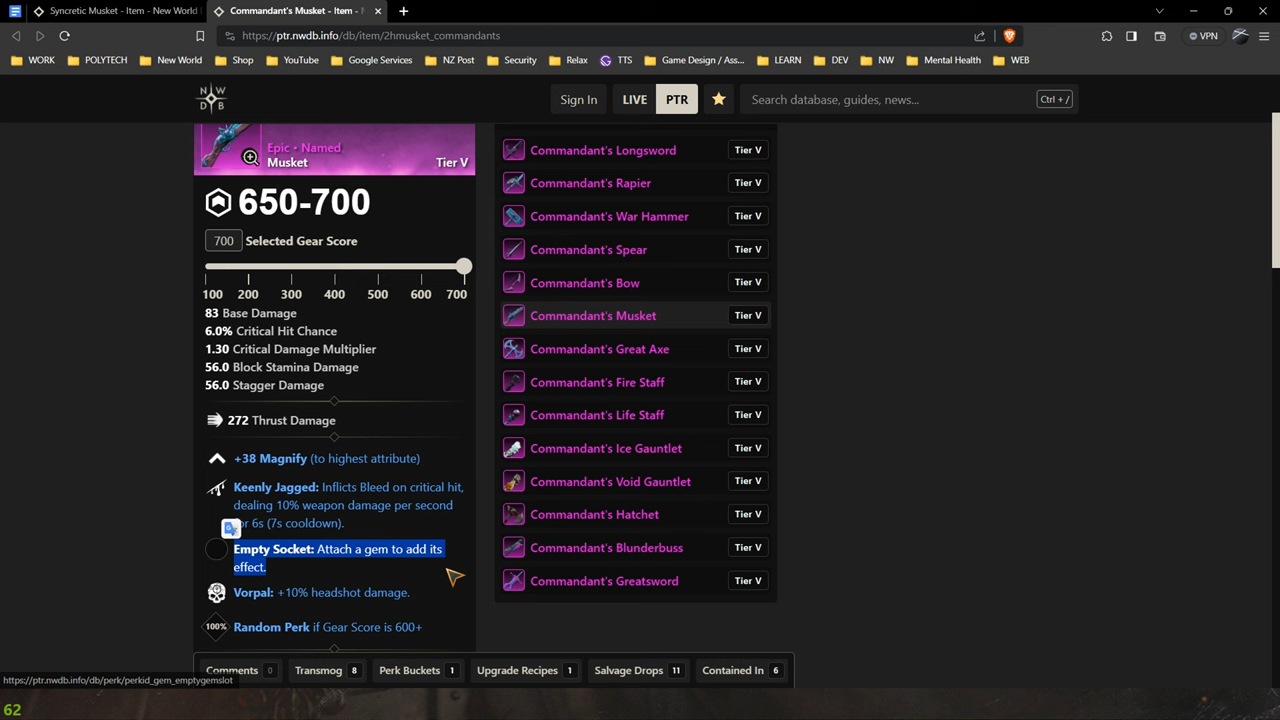 Syncretic Musket - Item - New World
Commandant's Musket - Item -
https://ptr.nwdb.info/db/item/2hmusket_commandants
VPN
WORK
POLYTECH
New World
Shop
YouTube
Google Services
NZ Post
Security
Relax
TTS
Game Design / Ass...
LEARN
DEV
NW
Mental Health
WEB
NW
DB
Sign In
LIVE
PTR
Search database, guides, news...
Ctrl + /
Epic • Named
Musket
Tier V
650-700
700 Selected Gear Score
100 200 300 400 500 600 700
83 Base Damage
6.0% Critical Hit Chance
1.30 Critical Damage Multiplier
56.0 Block Stamina Damage
56.0 Stagger Damage
272 Thrust Damage
+38 Magnify (to highest attribute)
Keenly Jagged: Inflicts Bleed on critical hit,
dealing 10% weapon damage per second
or 6s (7s cooldown).
Empty Socket: Attach a gem to add its
effect.
Vorpal: +10% headshot damage.
100% Random Perk if Gear Score is 600+
Commandant's Longsword Tier V
Commandant's Rapier Tier V
Commandant's War Hammer Tier V
Commandant's Spear Tier V
Commandant's Bow Tier V
Commandant's Musket Tier V
Commandant's Great Axe Tier V
Commandant's Fire Staff Tier V
Commandant's Life Staff Tier V
Commandant's Ice Gauntlet Tier V
Commandant's Void Gauntlet Tier V
Commandant's Hatchet Tier V
Commandant's Blunderbuss Tier V
Commandant's Greatsword Tier V
Comments 0
Transmog 8
Perk Buckets 1
Upgrade Recipes 1
Salvage Drops 11
Contained In 6
https://ptr.nwdb.info/db/perk/perkid_gem_emptygemslot
62